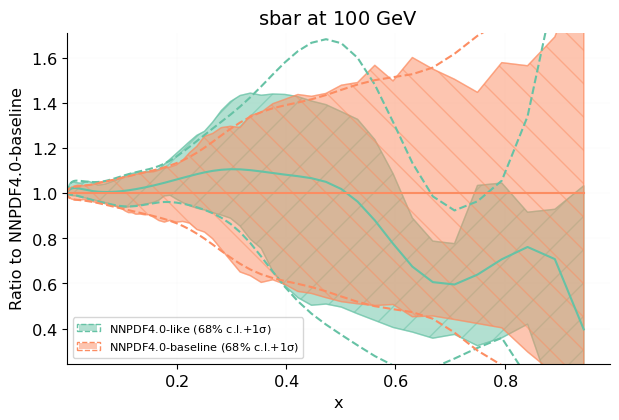 sbar at 100 GeV
Ratio to NNPDF4.0-baseline
1.6
1.4
1.2
1.0
0.8
0.6
0.4
NNPDF4.0-like (68% c.l.+1σ)
NNPDF4.0-baseline (68% c.l.+1σ)
0.2 0.4 0.6 0.8
x